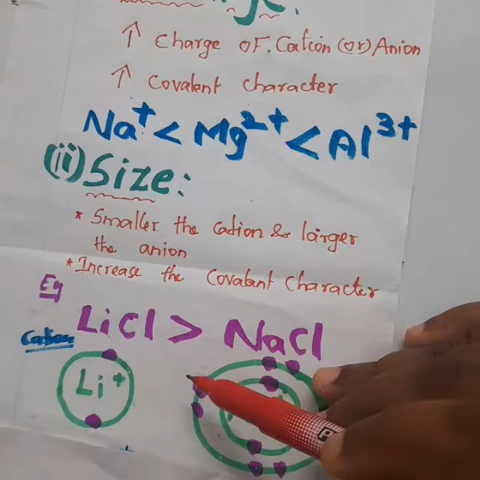 ↑ Charge of Cation (or) Anion
↑ Covalent character
Na⁺ < Mg²⁺ < Al³⁺
(ii) Size:
* Smaller the cation & larger
the anion
* Increase the Covalent Character
Eg
LiCl > NaCl
Cation
Li⁺